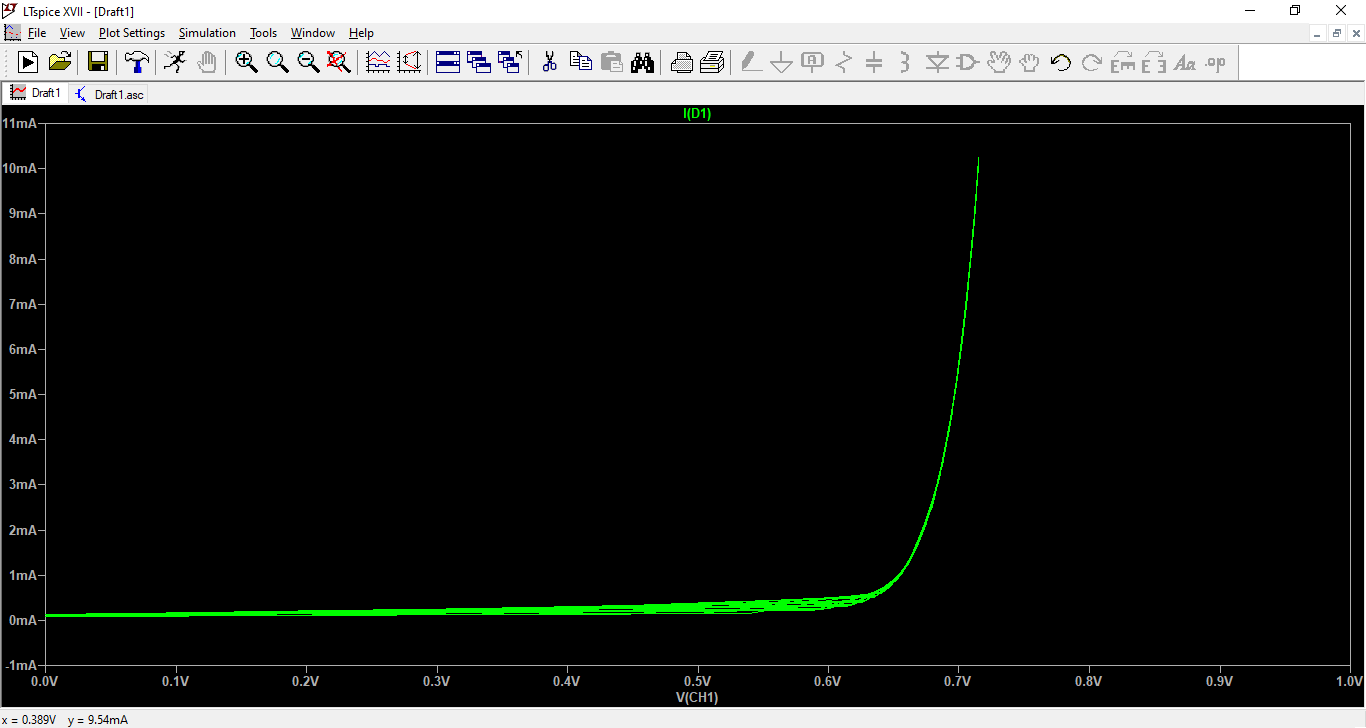 LTspice XVII - [Draft1]
File View Plot Settings Simulation Tools Window Help
Aa .op
Draft1 Draft1.asc
I(D1)
11mA
10mA
9mA
8mA
7mA
6mA
5mA
4mA
3mA
2mA
1mA
0mA
-1mA
0.0V 0.1V 0.2V 0.3V 0.4V 0.5V 0.6V 0.7V 0.8V 0.9V 1.0V
V(CH1)
x = 0.389V y = 9.54mA